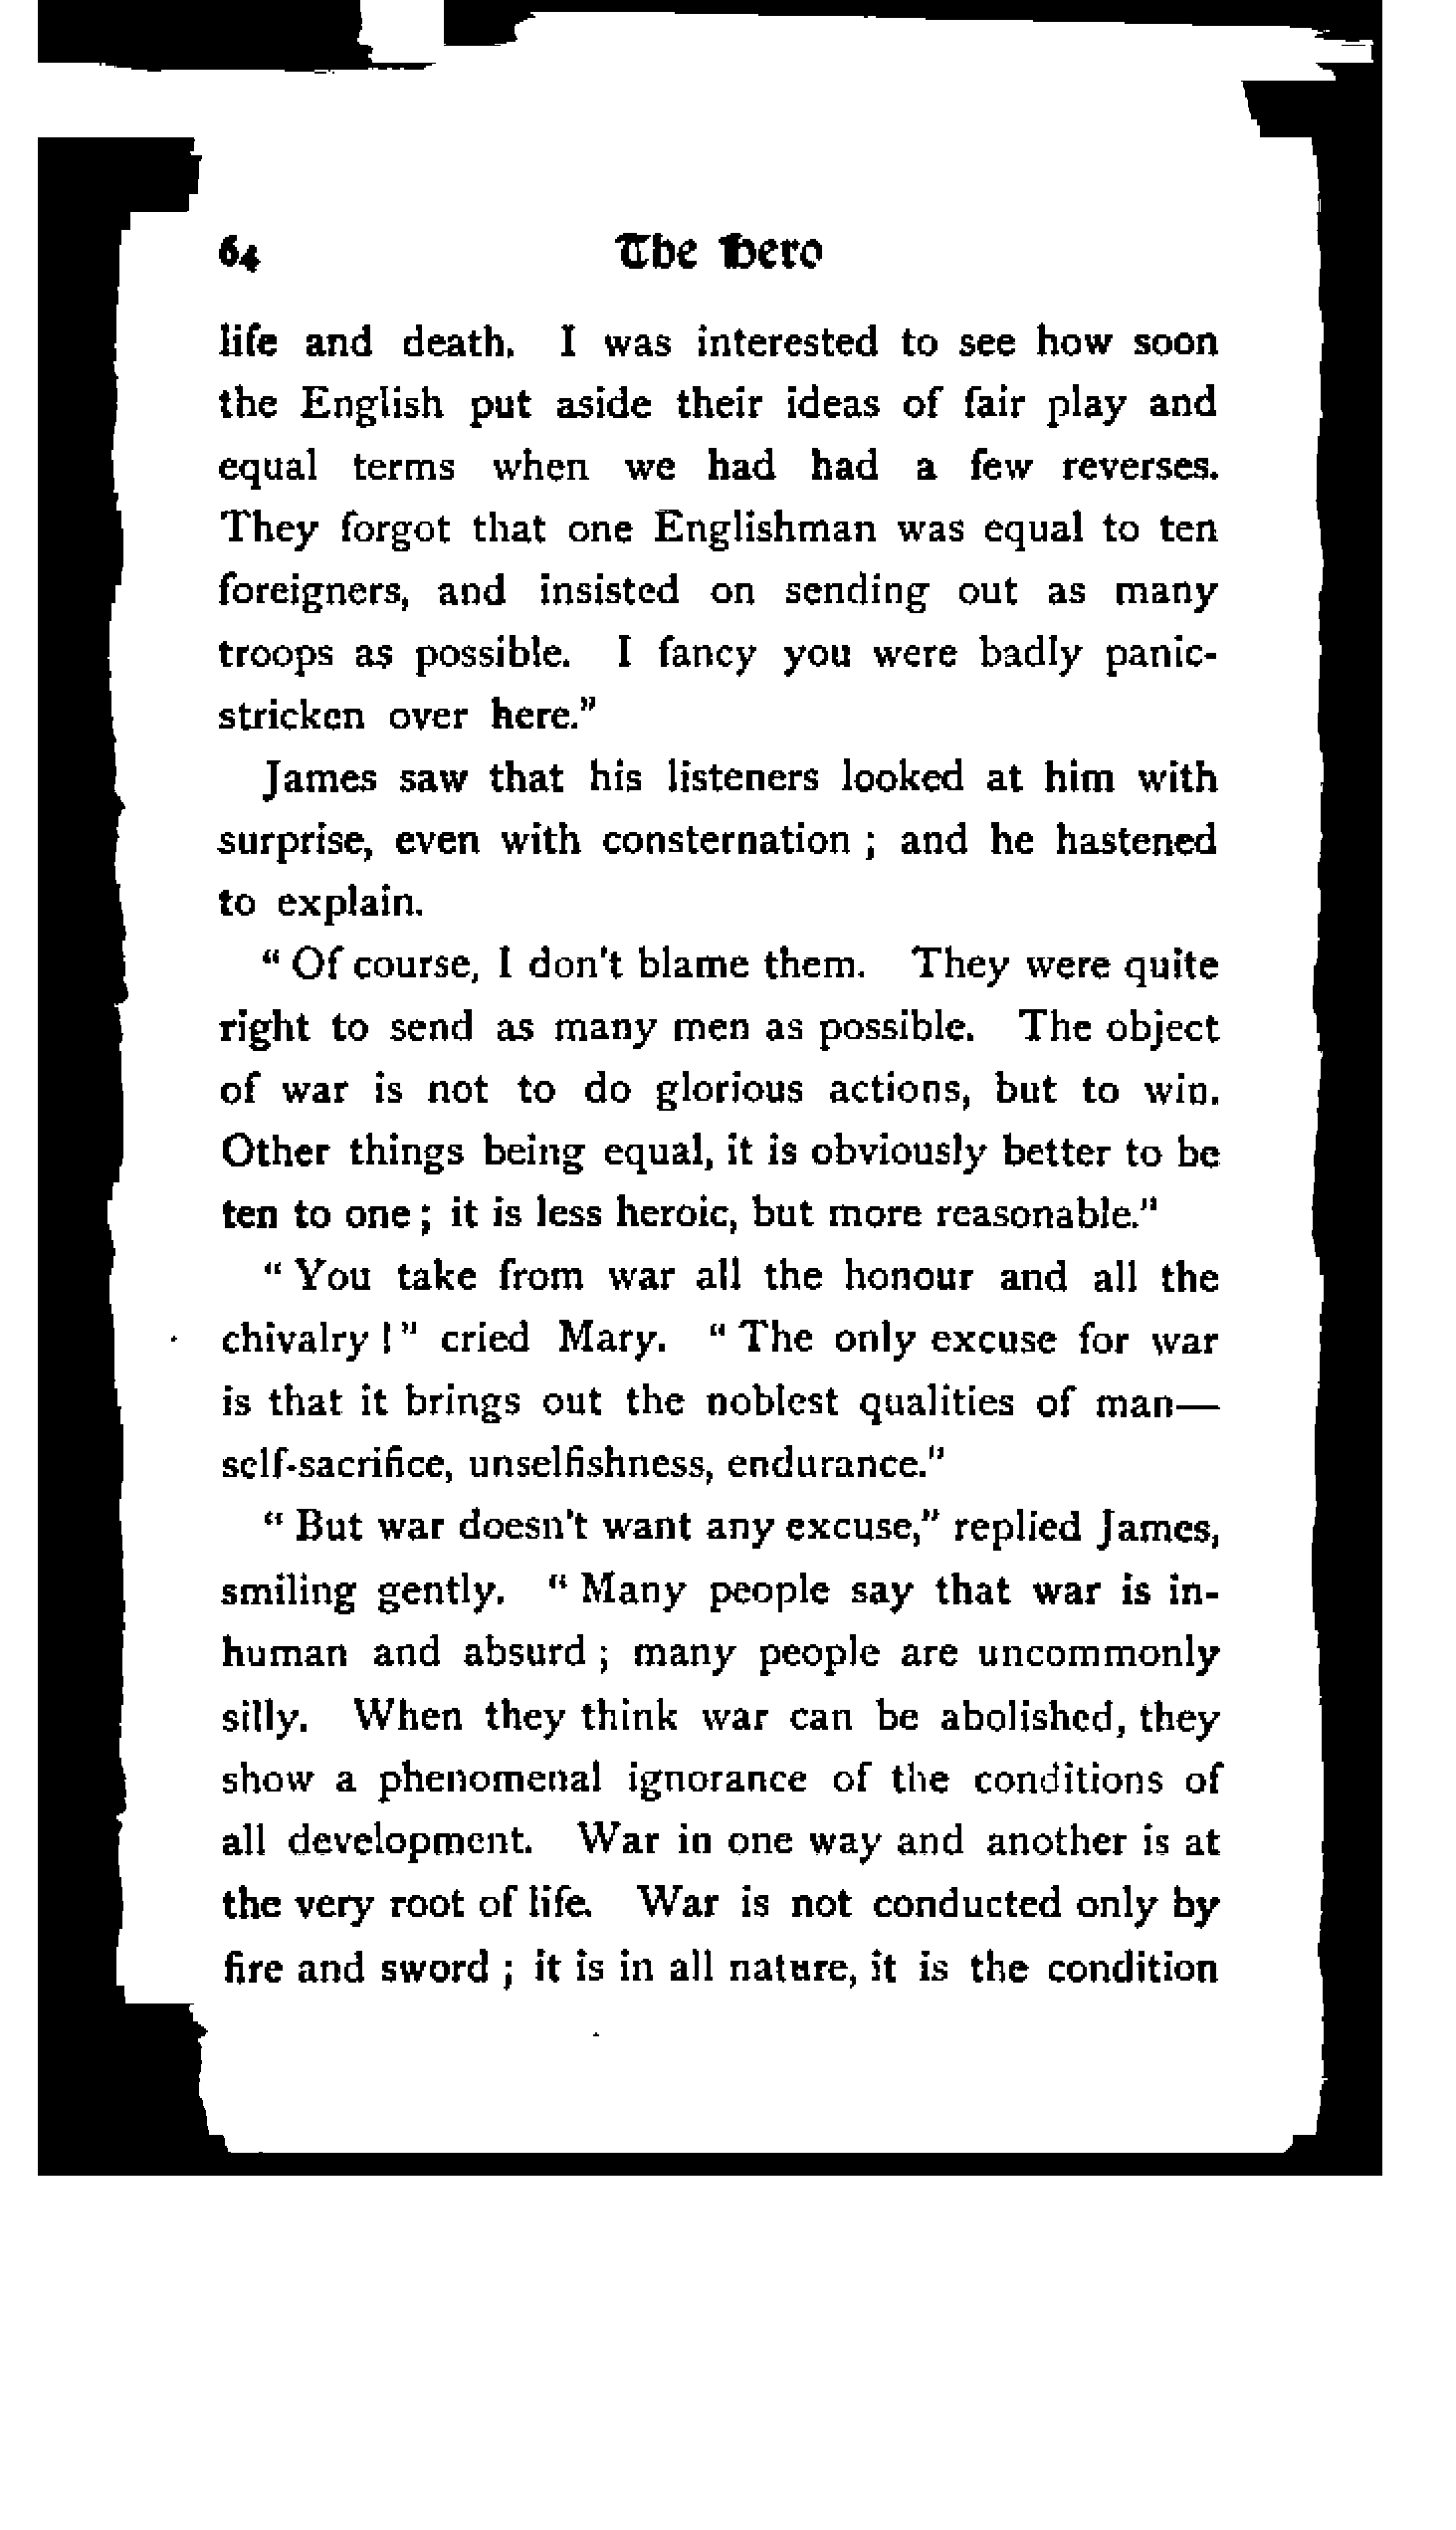 64 The Hero
life and death. I was interested to see how soon
the English put aside their ideas of fair play and
equal terms when we had had a few reverses.
They forgot that one Englishman was equal to ten
foreigners, and insisted on sending out as many
troops as possible. I fancy you were badly panic-
stricken over here."
James saw that his listeners looked at him with
surprise, even with consternation ; and he hastened
to explain.
" Of course, I don't blame them. They were quite
right to send as many men as possible. The object
of war is not to do glorious actions, but to win.
Other things being equal, it is obviously better to be
ten to one ; it is less heroic, but more reasonable."
" You take from war all the honour and all the
chivalry ! " cried Mary. " The only excuse for war
is that it brings out the noblest qualities of man—
self-sacrifice, unselfishness, endurance."
" But war doesn't want any excuse," replied James,
smiling gently. " Many people say that war is in-
human and absurd ; many people are uncommonly
silly. When they think war can be abolished, they
show a phenomenal ignorance of the conditions of
all development. War in one way and another is at
the very root of life. War is not conducted only by
fire and sword ; it is in all nature, it is the condition